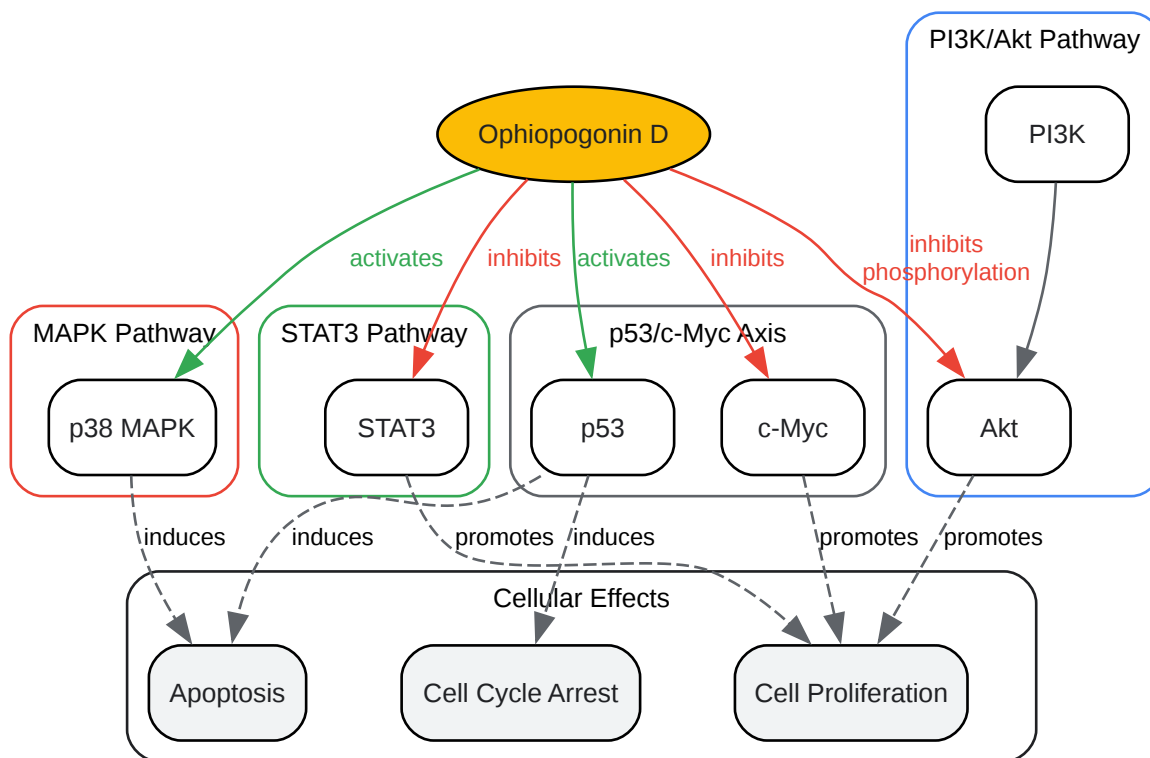 PI3K/Akt Pathway
Ophiopogonin D
PI3K
activates
inhibits
activates
inhibits
inhibits
phosphorylation
MAPK Pathway
STAT3 Pathway
p53/c-Myc Axis
p38 MAPK
STAT3
p53
c-Myc
Akt
induces
induces
promotes
induces
promotes
promotes
Cellular Effects
Apoptosis
Cell Cycle Arrest
Cell Proliferation